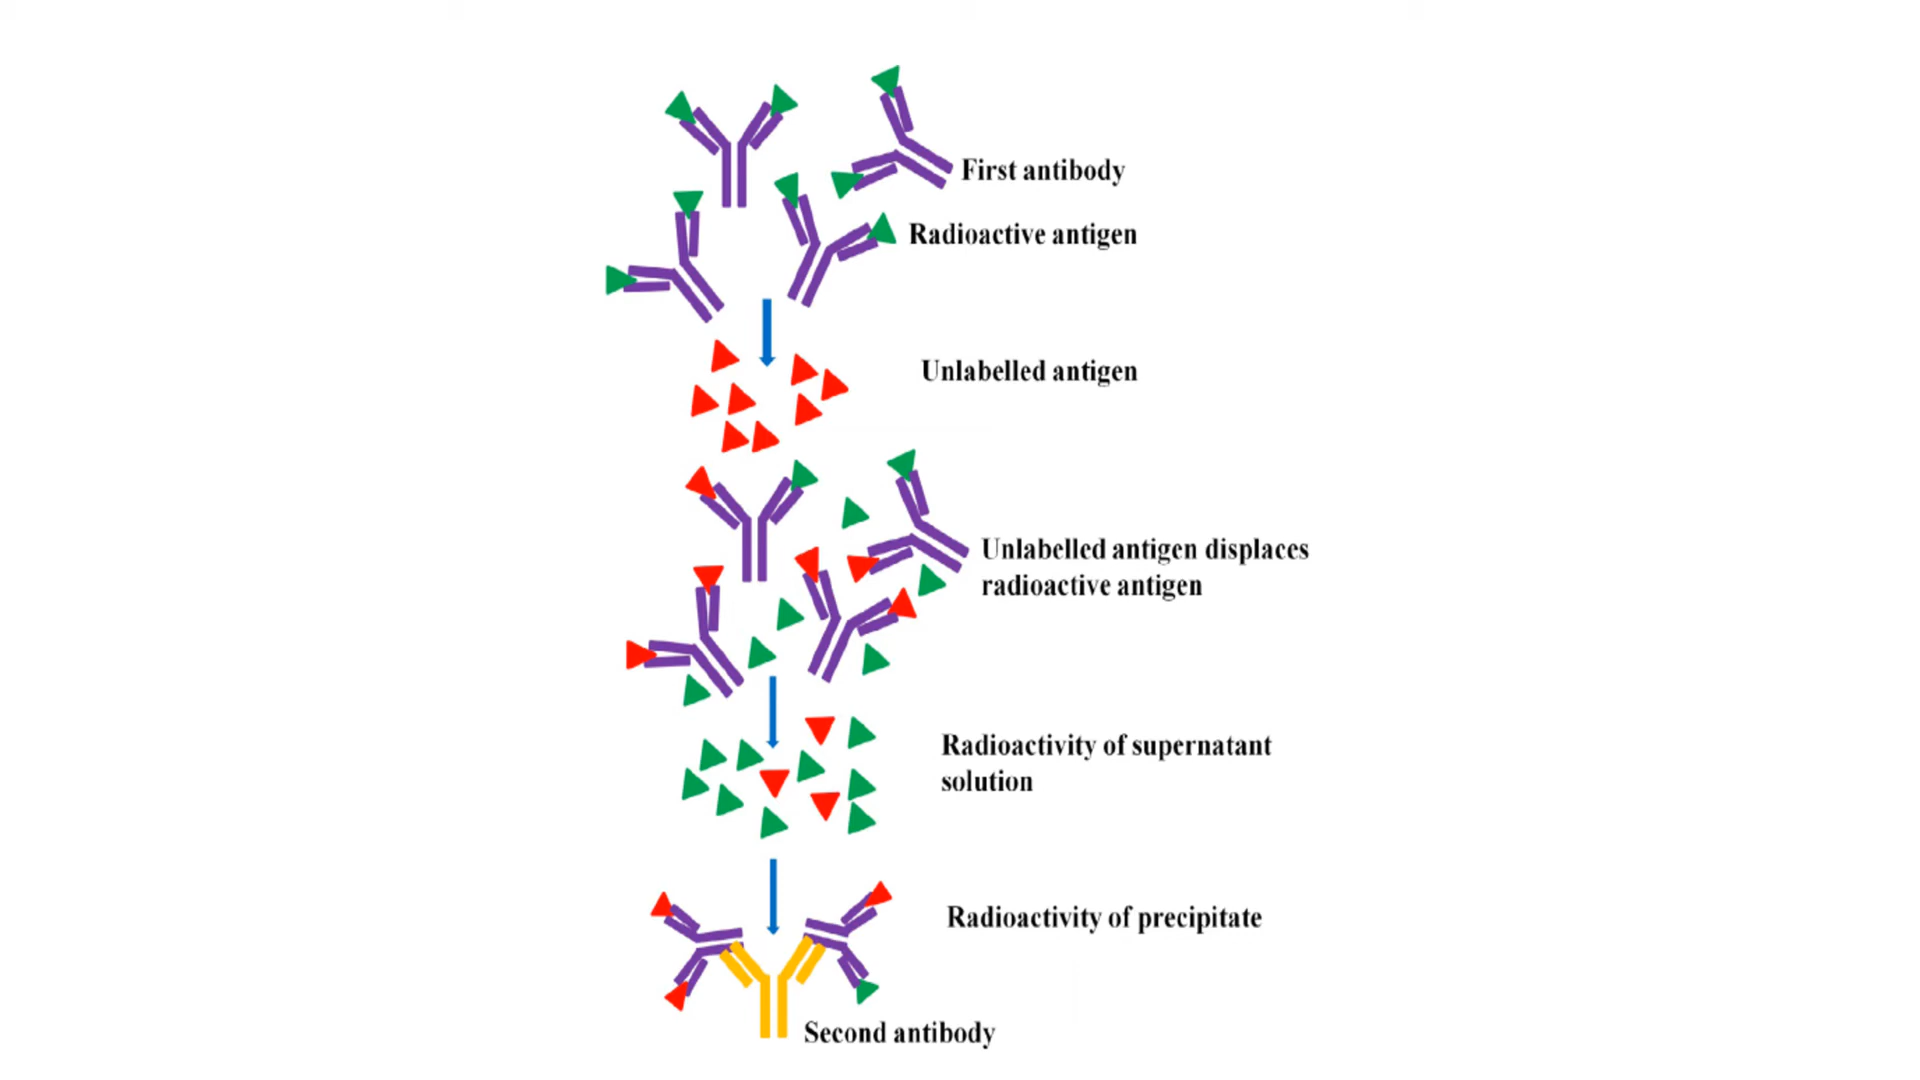 First antibody
Radioactive antigen
Unlabelled antigen
Unlabelled antigen displaces
radioactive antigen
Radioactivity of supernatant
solution
Radioactivity of precipitate
Second antibody